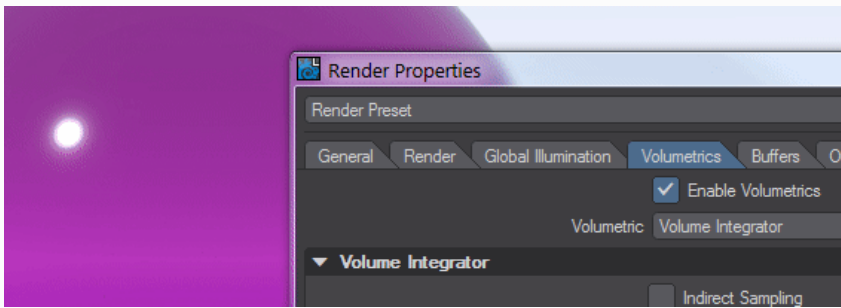 Render Properties
Render Preset
General Render Global Illumination Volumetrics Buffers
Enable Volumetrics
Volumetric Volume Integrator
Volume Integrator
Indirect Sampling